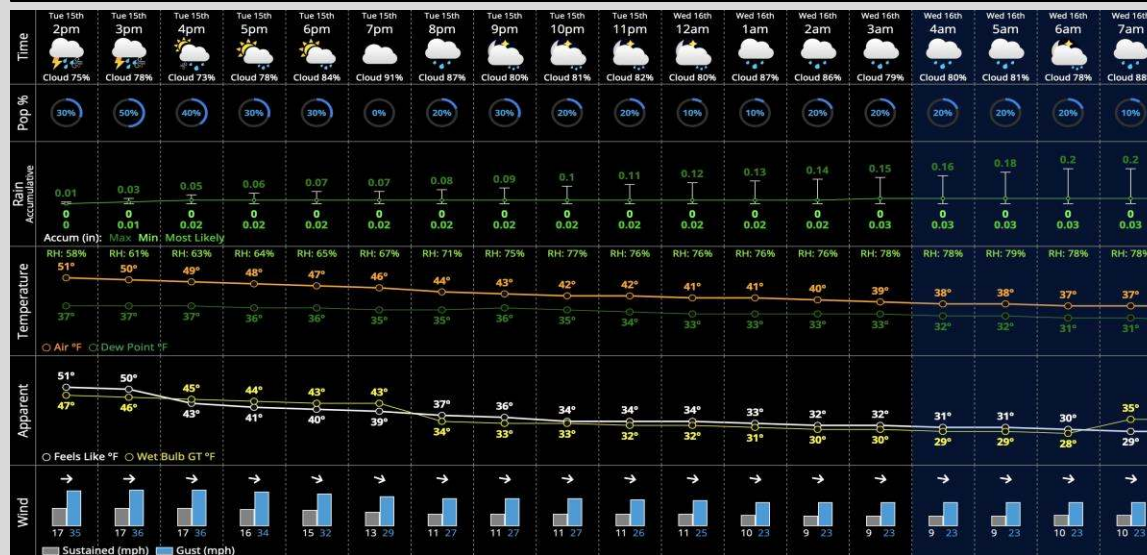 Time
Tue 15th Tue 15th Tue 15th Tue 15th Tue 15th Tue 15th Tue 15th Tue 15th Tue 15th Tue 15th Wed 16th Wed 16th Wed 16th Wed 16th Wed 16th Wed 16th Wed 16th Wed 16th
2pm 3pm 4pm 5pm 6pm 7pm 8pm 9pm 10pm 11pm 12am 1am 2am 3am 4am 5am 6am 7am
Cloud 75% Cloud 78% Cloud 73% Cloud 78% Cloud 84% Cloud 91% Cloud 87% Cloud 80% Cloud 81% Cloud 82% Cloud 80% Cloud 87% Cloud 86% Cloud 79% Cloud 80% Cloud 81% Cloud 78% Cloud 88
Pop %
30% 50% 40% 30% 30% 0% 20% 30% 20% 20% 10% 10% 20% 20% 20% 20% 20% 10%
Rain
Accumulative
0.01 0.03 0.05 0.06 0.07 0.07 0.08 0.09 0.1 0.11 0.12 0.13 0.14 0.15 0.16 0.18 0.2 0.2
0 0 0 0 0 0 0 0 0 0 0 0 0 0 0 0 0 0
0 0.01 0.02 0.02 0.02 0.02 0.02 0.02 0.02 0.02 0.02 0.02 0.02 0.03 0.03 0.03 0.03 0.03
Accum (in): Max Min Most Likely
Temperature
RH: 58% RH: 61% RH: 63% RH: 64% RH: 65% RH: 67% RH: 71% RH: 75% RH: 77% RH: 76% RH: 76% RH: 76% RH: 76% RH: 78% RH: 78% RH: 79% RH: 78% RH: 78%
51° 50° 49° 48° 47° 46° 44° 43° 42° 42° 41° 41° 40° 39° 38° 38° 37° 37°
37° 37° 37° 36° 36° 35° 35° 36° 35° 34° 33° 33° 33° 33° 32° 32° 31° 31°
Air °F Dew Point °F
Apparent
51° 50° 45° 44° 43° 43° 37° 36° 34° 34° 34° 33° 32° 32° 31° 31° 30° 35°
47° 46° 43° 41° 40° 39° 34° 33° 33° 32° 32° 31° 30° 30° 29° 29° 28° 29°
Feels Like °F Wet Bulb GT °F
Wind
17 35 17 36 17 36 16 34 15 32 13 29 11 27 11 27 11 27 11 26 11 25 10 23 9 23 9 23 9 23 9 23 10 23 10
Sustained (mph) Gust (mph)